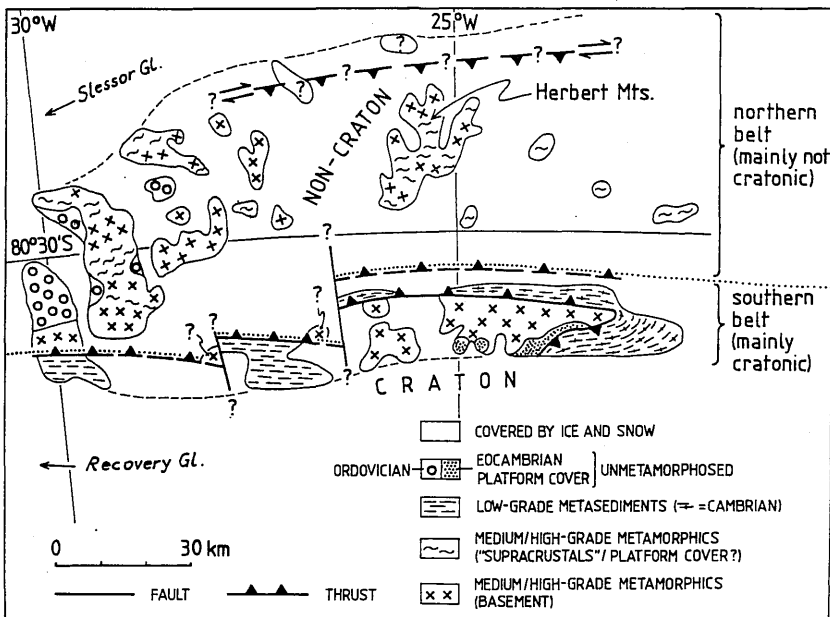 30°W
25°W
Slessor Gl.
?
?
?
?
?
?
Herbert Mts.
NON-CRATON
northern
belt
(mainly not
cratonic)
80°30'S
?
?
?
?
?
?
?
southern
belt
(mainly
cratonic)
CRATON
Recovery Gl.
COVERED BY ICE AND SNOW
ORDOVICIAN
EOCAMBRIAN
PLATFORM COVER
UNMETAMORPHOSED
LOW-GRADE METASEDIMENTS (=CAMBRIAN)
MEDIUM/HIGH-GRADE METAMORPHICS
("SUPRACRUSTALS"/PLATFORM COVER?)
MEDIUM/HIGH-GRADE METAMORPHICS
(BASEMENT)
0 30 km
FAULT
THRUST